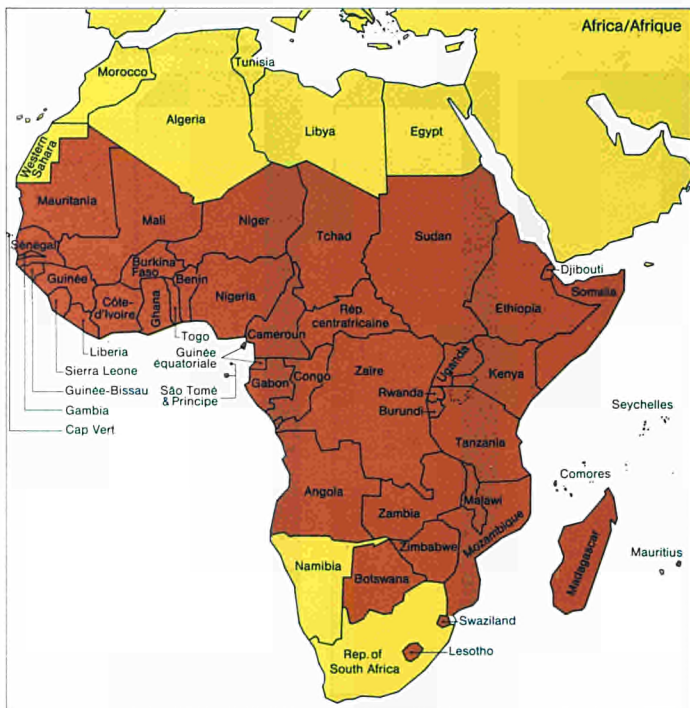 Africa/Afrique
Tunisia
Morocco
Algeria
Libya
Egypt
Western
Sahara
Mauritania
Mali
Niger
Tchad
Sudan
Sénégal
Burkina
Faso
Djibouti
Guinée
Benin
Somalia
Côte-
d'Ivoire
Ghana
Nigeria
Ethiopia
Rép.
centrafricaine
Togo
Cameroun
Liberia
Guinée
équatoriale
Sierra Leone
Uganda
Gabon
Congo
Zaïre
Kenya
Guinée-Bissau
São Tomé
& Principe
Rwanda
Gambia
Burundi
Seychelles
Cap Vert
Tanzania
Comores
Angola
Malawi
Zambia
Mozambique
Zimbabwe
Mauritius
Namibia
Madagascar
Botswana
Swaziland
Rep. of
South Africa
Lesotho